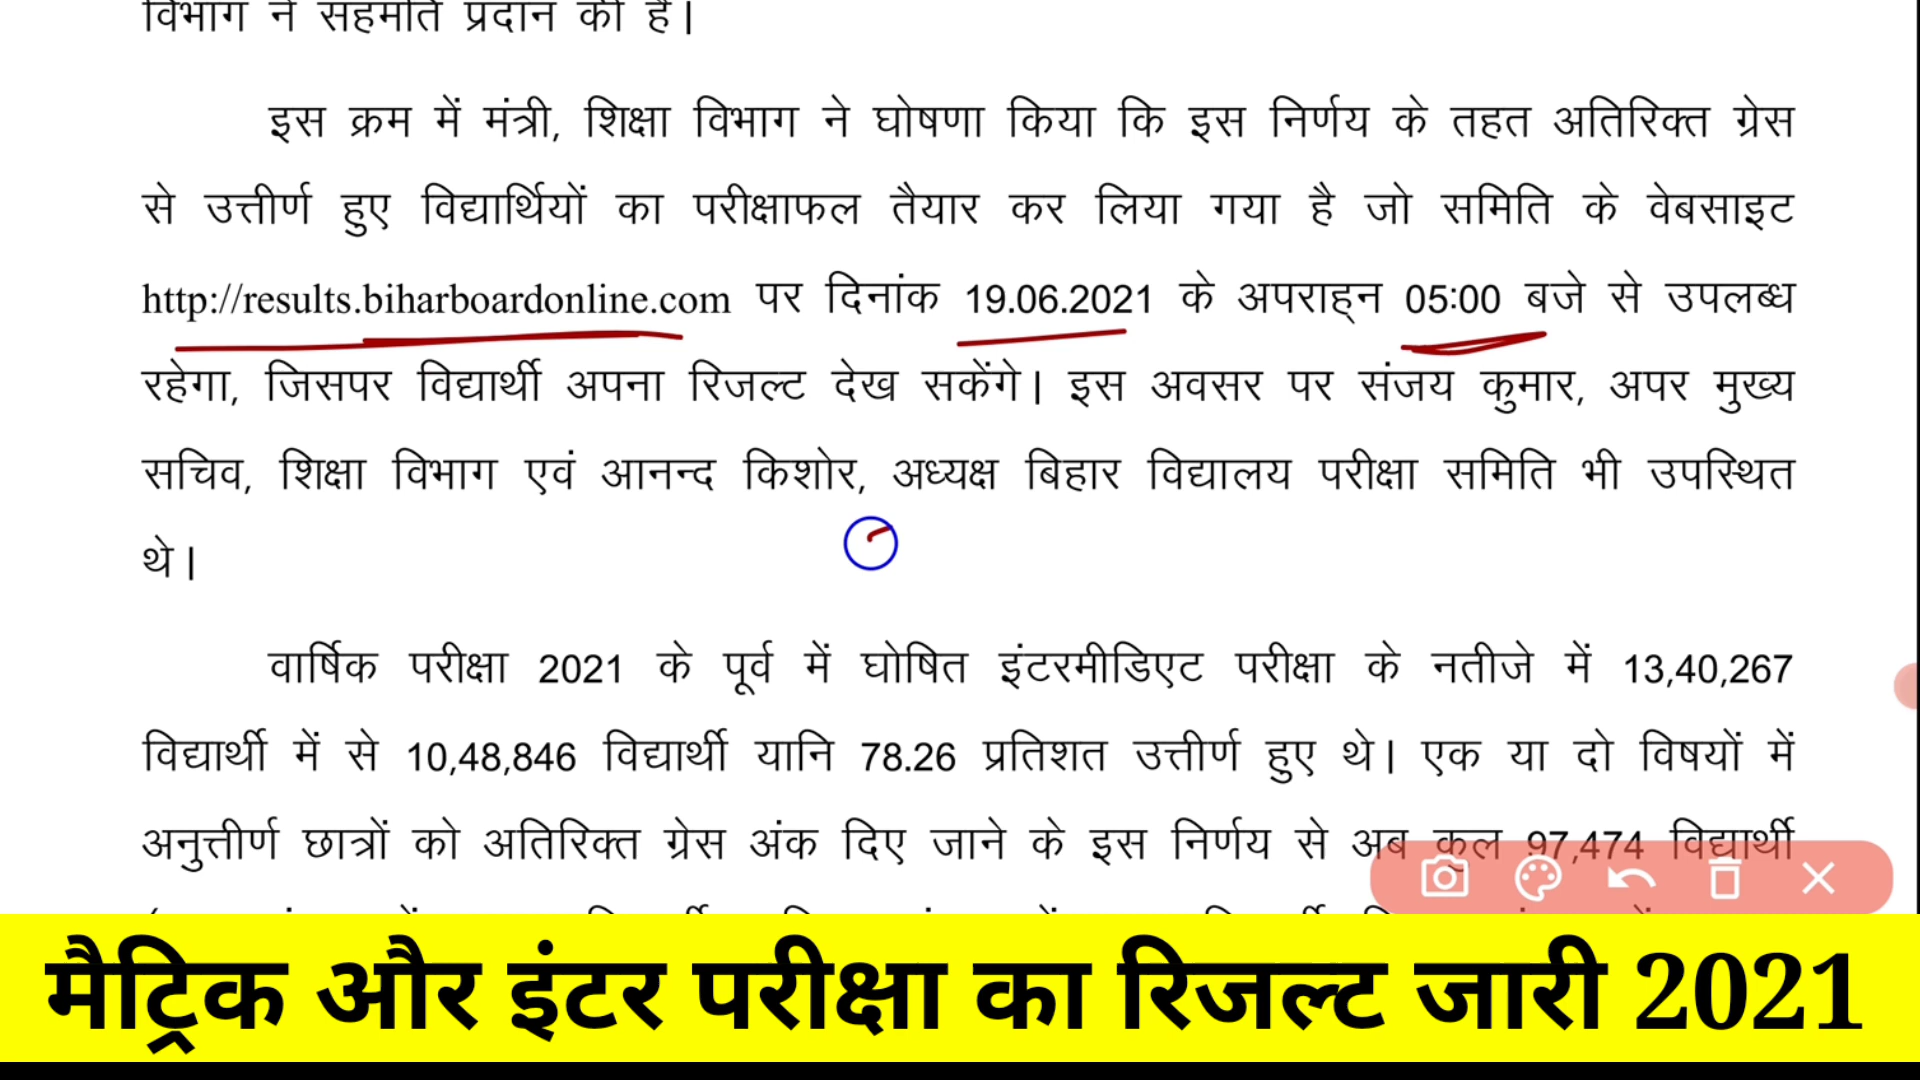 विभाग ने सहमति प्रदान की है।
इस क्रम में मंत्री, शिक्षा विभाग ने घोषणा किया कि इस निर्णय के तहत अतिरिक्त ग्रेस
से उत्तीर्ण हुए विद्यार्थियों का परीक्षाफल तैयार कर लिया गया है जो समिति के वेबसाइट
http://results.biharboardonline.com पर दिनांक 19.06.2021 के अपराह्न 05:00 बजे से उपलब्ध
रहेगा, जिसपर विद्यार्थी अपना रिजल्ट देख सकेंगे। इस अवसर पर संजय कुमार, अपर मुख्य
सचिव, शिक्षा विभाग एवं आनन्द किशोर, अध्यक्ष बिहार विद्यालय परीक्षा समिति भी उपस्थित
थे।
वार्षिक परीक्षा 2021 के पूर्व में घोषित इंटरमीडिएट परीक्षा के नतीजे में 13,40,267
विद्यार्थी में से 10,48,846 विद्यार्थी यानि 78.26 प्रतिशत उत्तीर्ण हुए थे। एक या दो विषयों में
अनुत्तीर्ण छात्रों को अतिरिक्त ग्रेस अंक दिए जाने के इस निर्णय से अब कुल 97,474 विद्यार्थी
मैट्रिक और इंटर परीक्षा का रिजल्ट जारी 2021